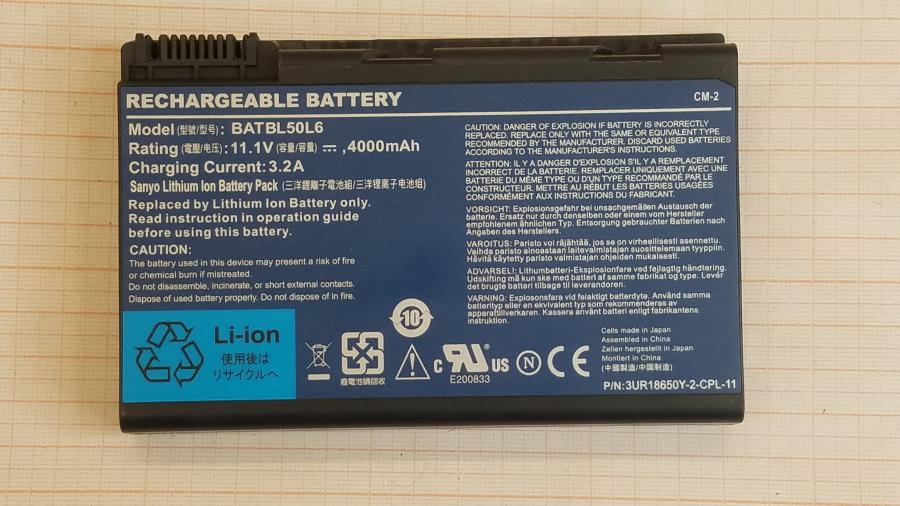 RECHARGEABLE BATTERY
CM-2
Model (型號/型号): BATBL50L6
Rating (電壓/电压): 11.1V (容量/容量) ⎓, 4000mAh
Charging Current: 3.2A
Sanyo Lithium Ion Battery Pack (三洋鋰離子電池組/三洋锂离子电池组)
Replaced by Lithium Ion Battery only.
Read instruction in operation guide
before using this battery.
CAUTION:
The battery used in this device may present a risk of fire
or chemical burn if mistreated.
Do not disassemble, incinerate, or short external contacts.
Dispose of used battery properly. Do not dispose of in fire.
CAUTION: DANGER OF EXPLOSION IF BATTERY IS INCORRECTLY
REPLACED. REPLACE ONLY WITH THE SAME OR EQUIVALENT TYPE
RECOMMENDED BY THE MANUFACTURER. DISCARD USED BATTERY ACCORDING
TO THE MANUFACTURER'S INSTRUCTIONS.
ATTENTION: IL Y A DANGER D'EXPLOSION S'IL Y A REMPLACEMENT
INCORRECT DE LA BATTERIE. REMPLACER UNIQUEMENT AVEC UNE
BATTERIE DU MÊME TYPE OU D'UN TYPE RECOMMANDÉ PAR LE
CONSTRUCTEUR. METTRE AU RÉBUT LES BATTERIES USAGÉES
CONFORMÉMENT AUX INSTRUCTIONS DU FABRICANT.
VORSICHT: Explosionsgefahr bei unsachgemäßen Austausch der
batterie. Ersatz nur durch denselben oder einem vom Hersteller
empfohlenem ähnlichen Typ. Entsorgung gebrauchter Batterien nach
Angaben des Herstellers.
VAROITUS: Paristo voi räjähtää, jos se on virheellisesti asennettu.
Vaihda paristo ainoastaan laitevalmistajan suosittelemaan tyyppiin.
Hävitä käytetty paristo valmistajan ohjeiden mukaisesti.
ADVARSEL!: Lithumbatteri-Eksplosionfare ved fejlagtig håndtering.
Udskifting må kun ske med batteri af samme fabrikat og type. Levér
det brugte batteri tilbage til leverandøren.
VARNING: Explosionsfara vid felaktigt batterdyte. Använd samma
batterityp eller en ekvivalent typ som rekommenderas av
apparattillverkaren. Kassera använt batteri enligt fabrikantens
instruktion.
Li-ion
使用後は
リサイクルへ
10
廢電池請回收
C UL US
E200833
N
CE
Cells made in Japan
Assembled in China
Zellen hergestellt in Japan
Montiert in China
(中國製造/中国制造)
P/N:3UR18650Y-2-CPL-11